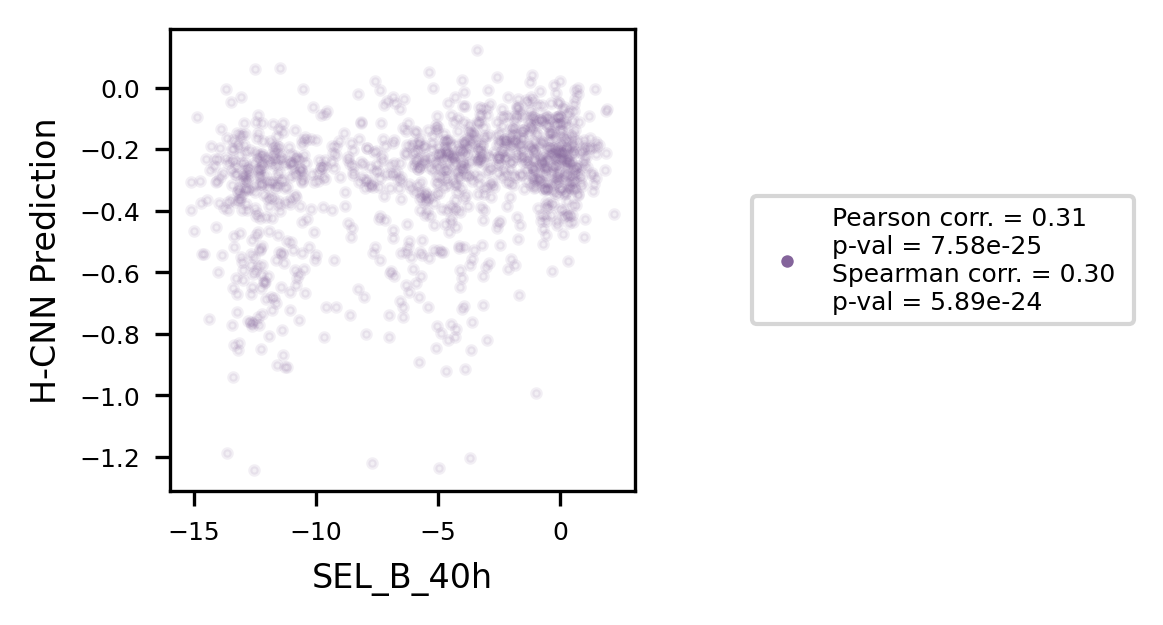 0.0
−0.2
−0.4
−0.6
−0.8
−1.0
−1.2
H-CNN Prediction
−15 −10 −5 0
SEL_B_40h
Pearson corr. = 0.31
p-val = 7.58e-25
Spearman corr. = 0.30
p-val = 5.89e-24